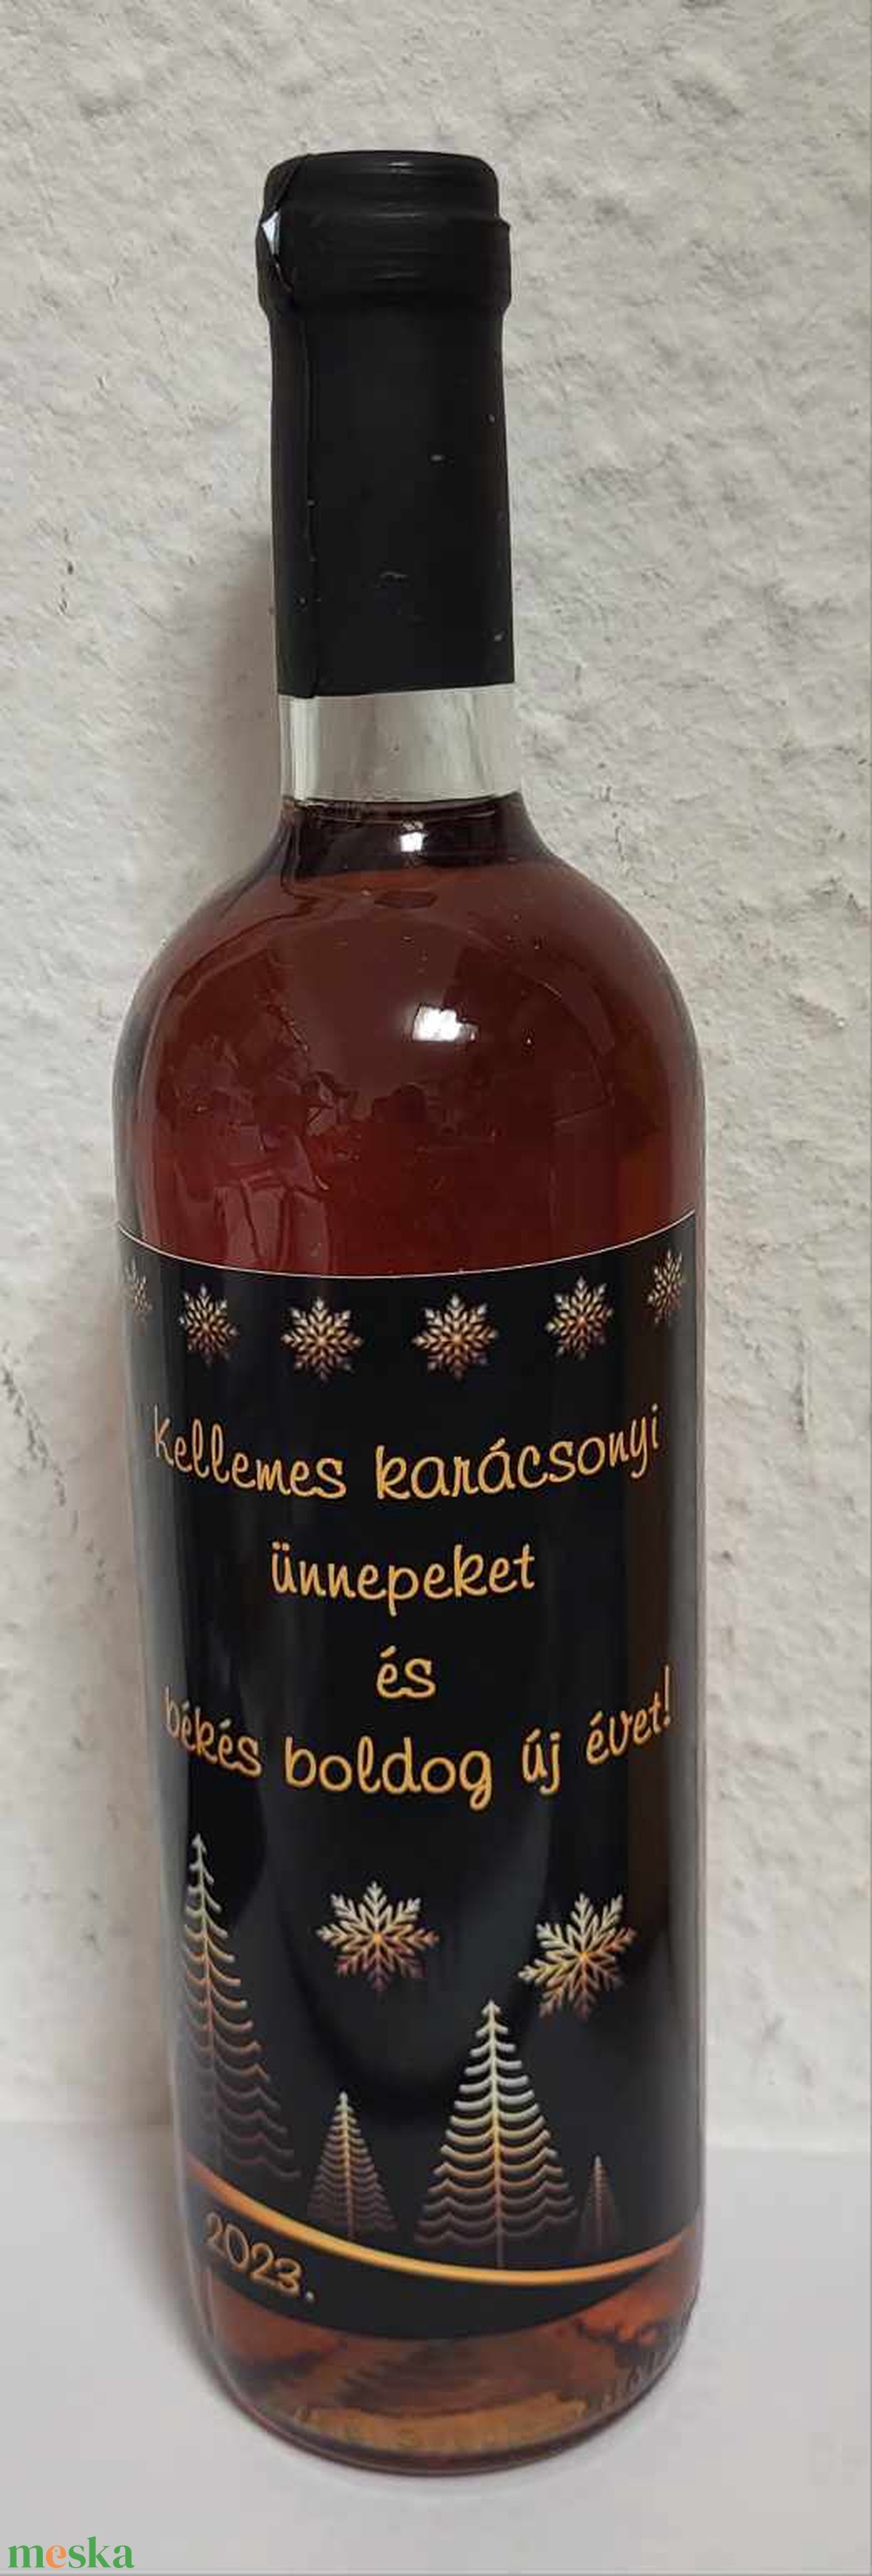 Kellemes karácsonyi
ünnepeket
és
békés boldog új évet!
2023.
meska